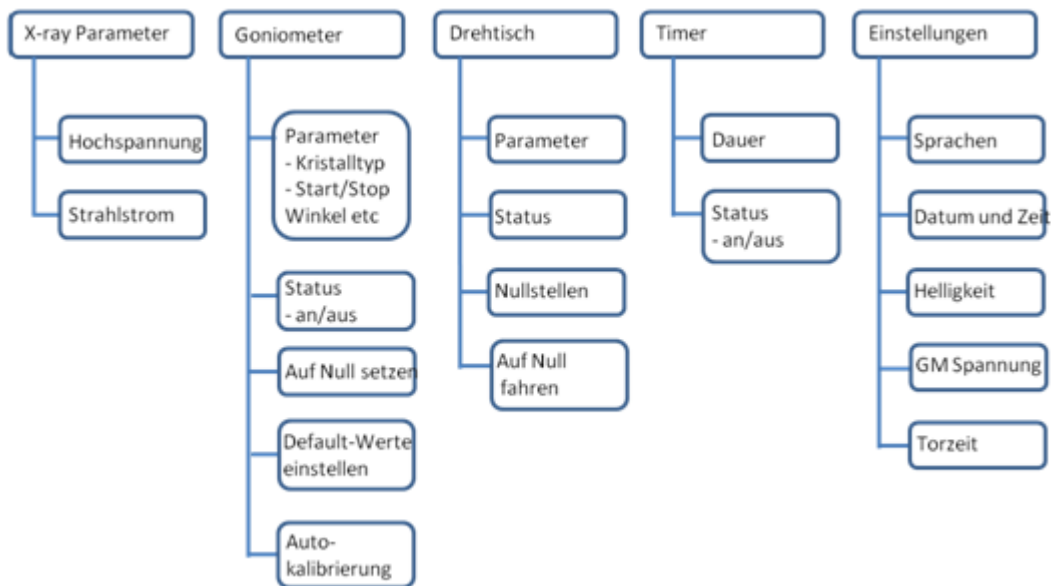 X-ray Parameter
Hochspannung
Strahlstrom
Goniometer
Parameter
- Kristalltyp
- Start/Stop
Winkel etc
Status
- an/aus
Auf Null setzen
Default-Werte
einstellen
Auto-
kalibrierung
Drehtisch
Parameter
Status
Nullstellen
Auf Null
fahren
Timer
Dauer
Status
- an/aus
Einstellungen
Sprachen
Datum und Zeit
Helligkeit
GM Spannung
Torzeit